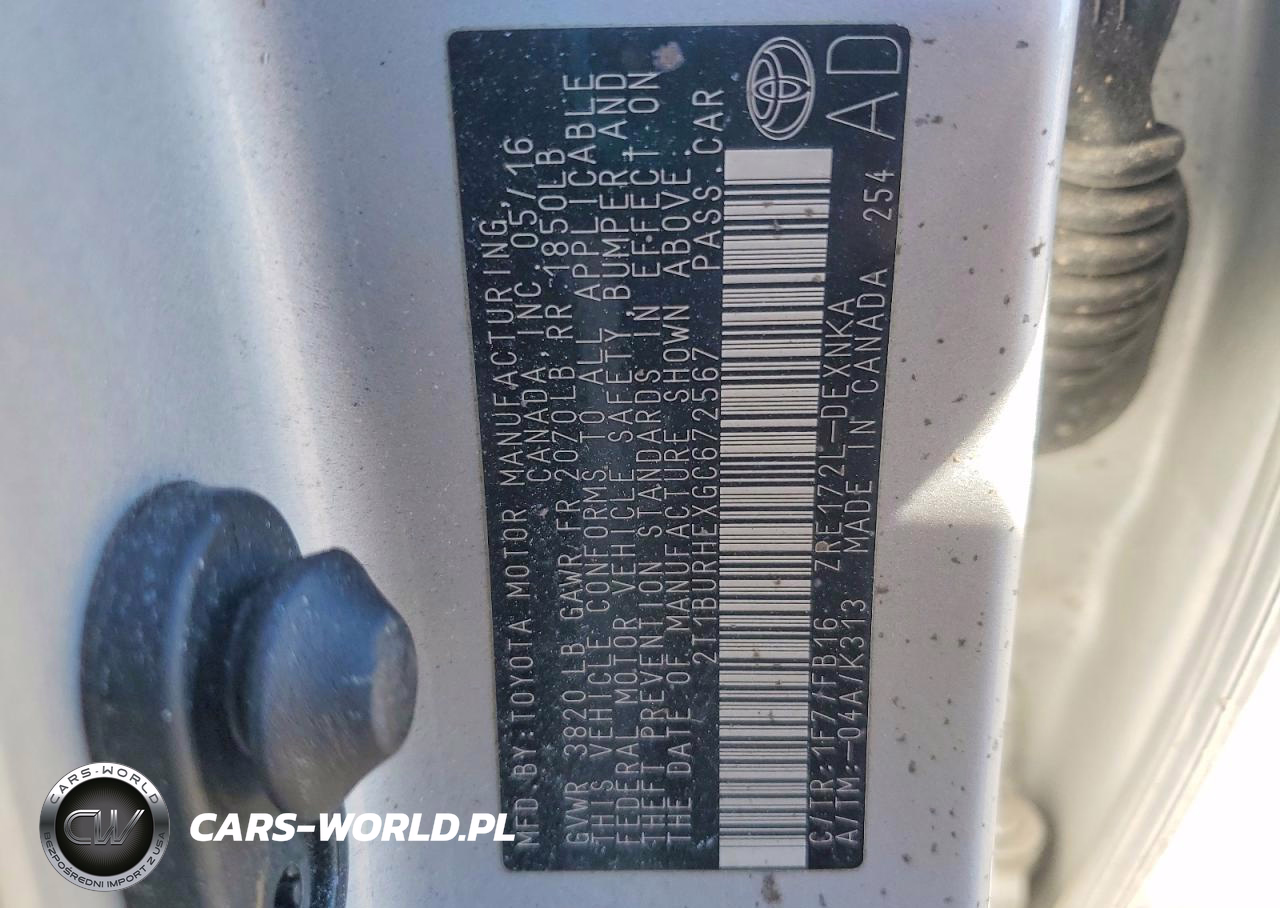 MFD.BY:TOYOTA MOTOR MANUFACTURING,
CANADA INC. 05/16
GVWR 3820 LB GAWR/FR 2070LB RR 1850LB
THIS VEHICLE CONFORMS TO ALL APPLICABLE
FEDERAL MOTOR VEHICLE SAFETY, BUMPER, AND
THEFT PREVENTION STANDARDS IN EFFECT ON
THE DATE OF MANUFACTURE SHOWN ABOVE.
2T1BURHEXGC672567 PASS.CAR
C/TR:1F7/FB16 ZRE172L-DEXNKA
A/TM-04A/K313 MADE IN CANADA 254
AD
CARS-WORLD
CW
BEZPOŚREDNI IMPORT Z USA
CARS-WORLD.PL